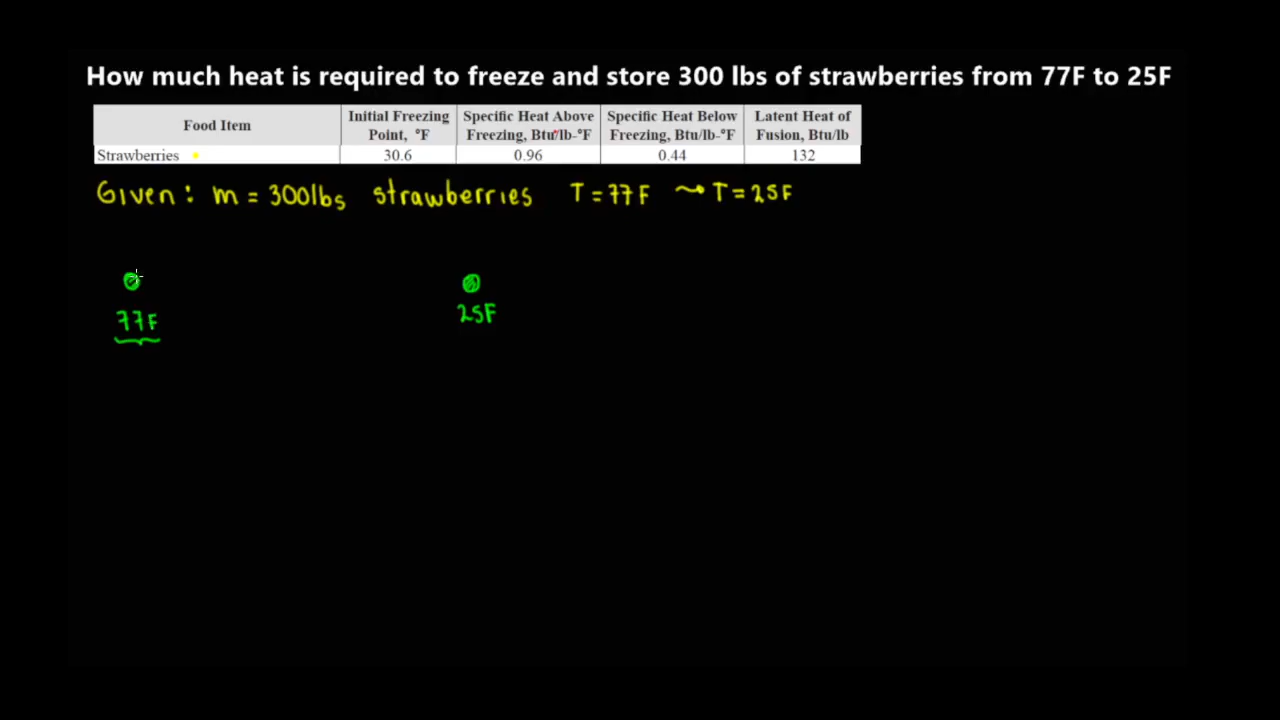 How much heat is required to freeze and store 300 lbs of strawberries from 77F to 25F
Food Item Initial Freezing Point, °F Specific Heat Above Freezing, Btu/lb-°F Specific Heat Below Freezing, Btu/lb-°F Latent Heat of Fusion, Btu/lb
Strawberries 30.6 0.96 0.44 132
Given: m = 300lbs strawberries T = 77F ⤳ T = 25F
77F 25F